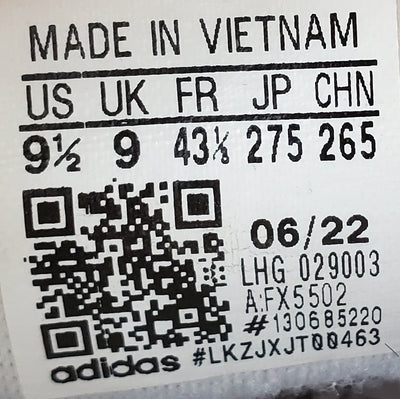 MADE IN VIETNAM
US UK FR JP CHN
9½ 9 43⅓ 275 265
06/22
LHG 029003
A:FX5502
#130685220
#LKZJXJT00463
adidas